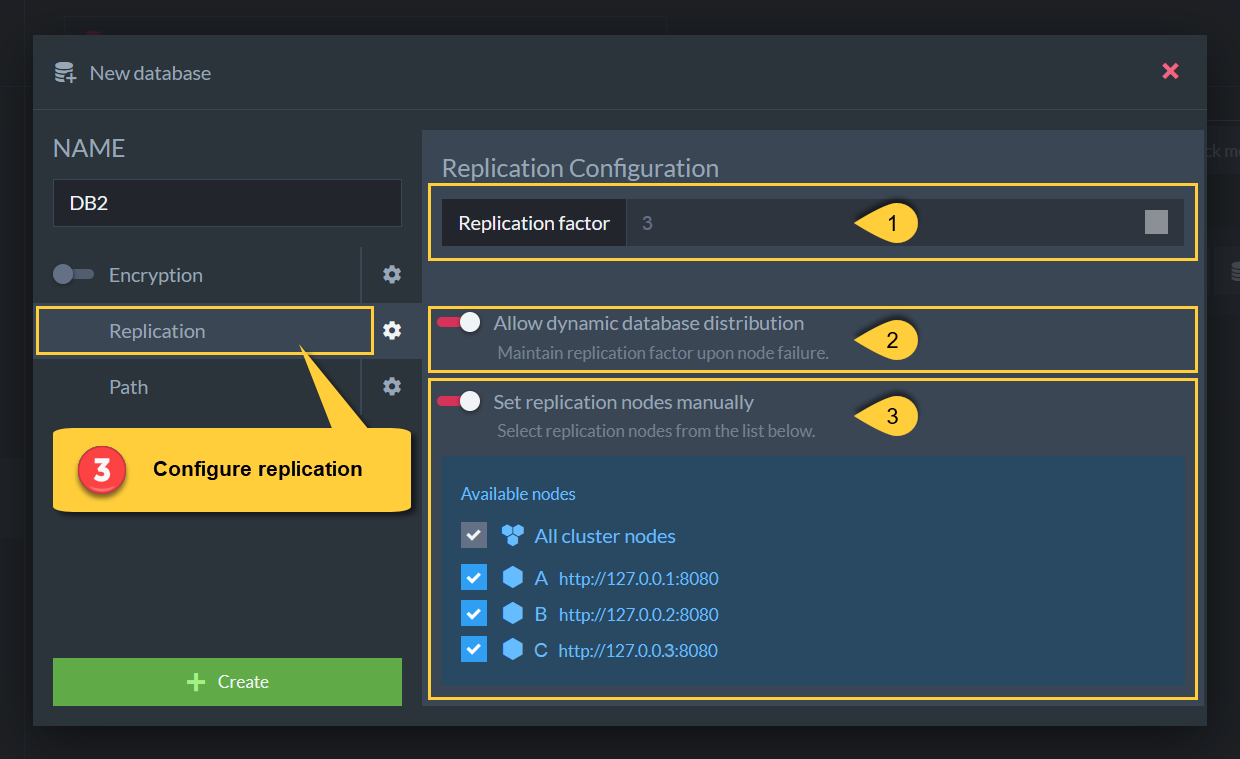 New database
NAME
DB2
Encryption
Replication
Path
3 Configure replication
Create
Replication Configuration
Replication factor 3 1
Allow dynamic database distribution
Maintain replication factor upon node failure.
2
Set replication nodes manually
Select replication nodes from the list below.
3
Available nodes
All cluster nodes
A http://127.0.0.1:8080
B http://127.0.0.2:8080
C http://127.0.0.3:8080